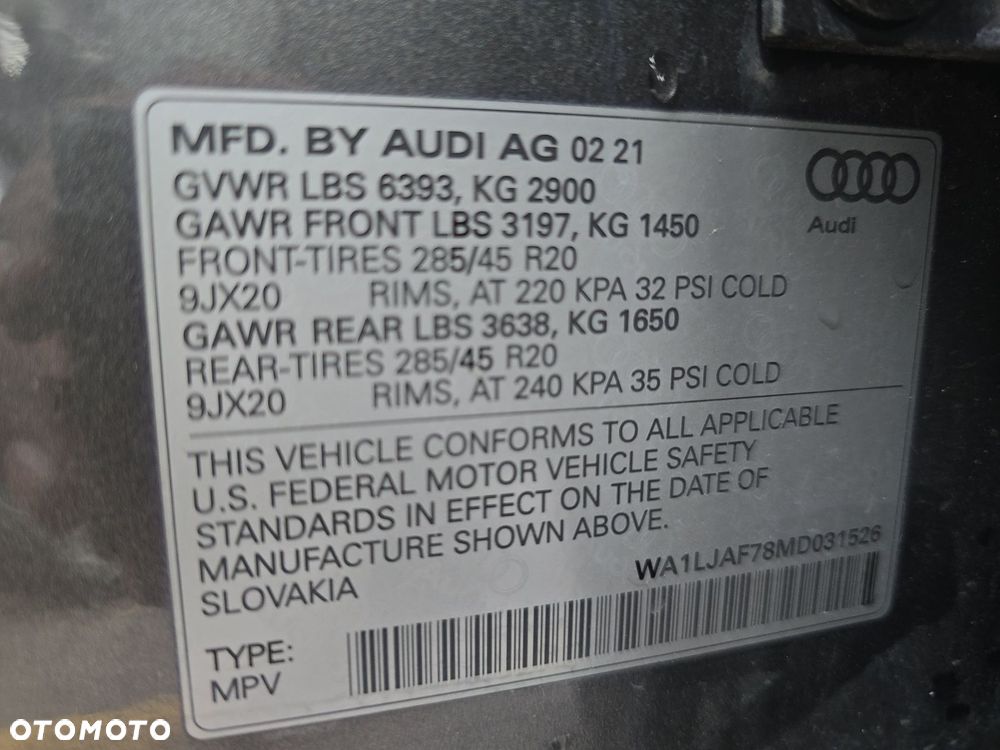 MFD. BY AUDI AG 02 21
GVWR LBS 6393, KG 2900
GAWR FRONT LBS 3197, KG 1450
FRONT-TIRES 285/45 R20
9JX20 RIMS, AT 220 KPA 32 PSI COLD
GAWR REAR LBS 3638, KG 1650
REAR-TIRES 285/45 R20
9JX20 RIMS, AT 240 KPA 35 PSI COLD
Audi
THIS VEHICLE CONFORMS TO ALL APPLICABLE
U.S. FEDERAL MOTOR VEHICLE SAFETY
STANDARDS IN EFFECT ON THE DATE OF
MANUFACTURE SHOWN ABOVE.
SLOVAKIA
WA1LJAF78MD031526
TYPE:
MPV
OTOMOTO